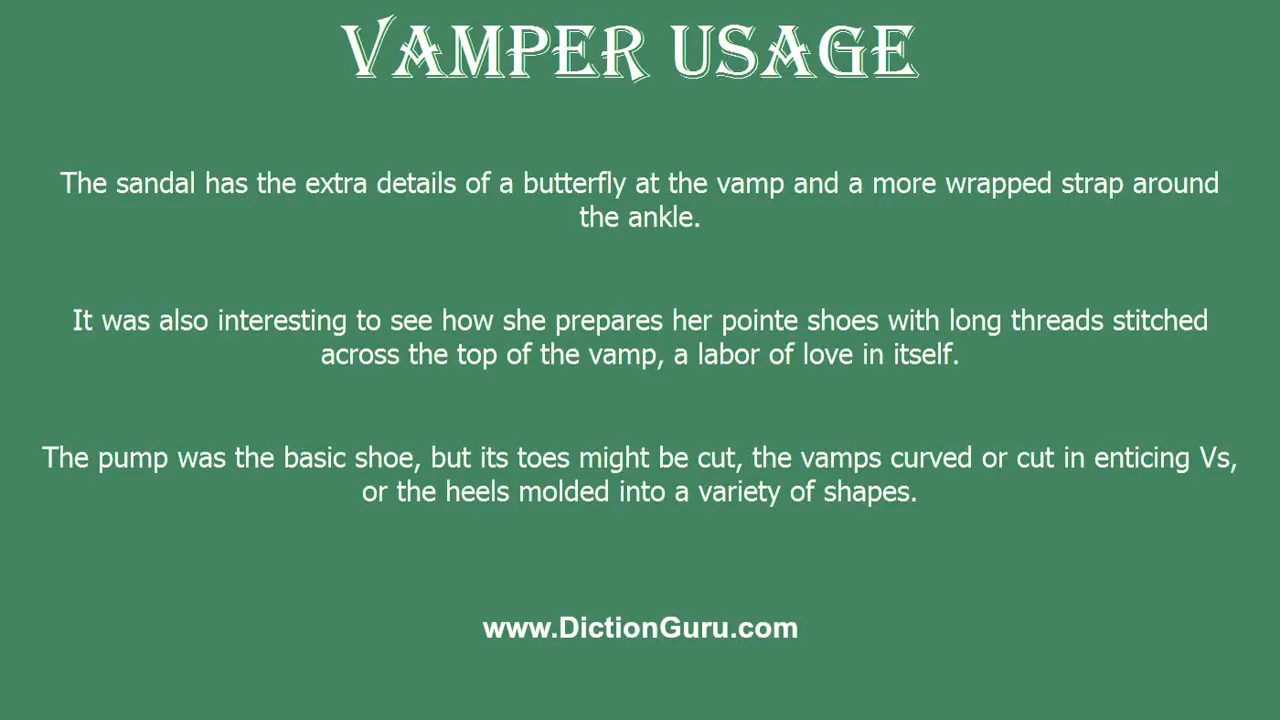 VAMPER USAGE
The sandal has the extra details of a butterfly at the vamp and a more wrapped strap around
the ankle.
It was also interesting to see how she prepares her pointe shoes with long threads stitched
across the top of the vamp, a labor of love in itself.
The pump was the basic shoe, but its toes might be cut, the vamps curved or cut in enticing Vs,
or the heels molded into a variety of shapes.
www.DictionGuru.com